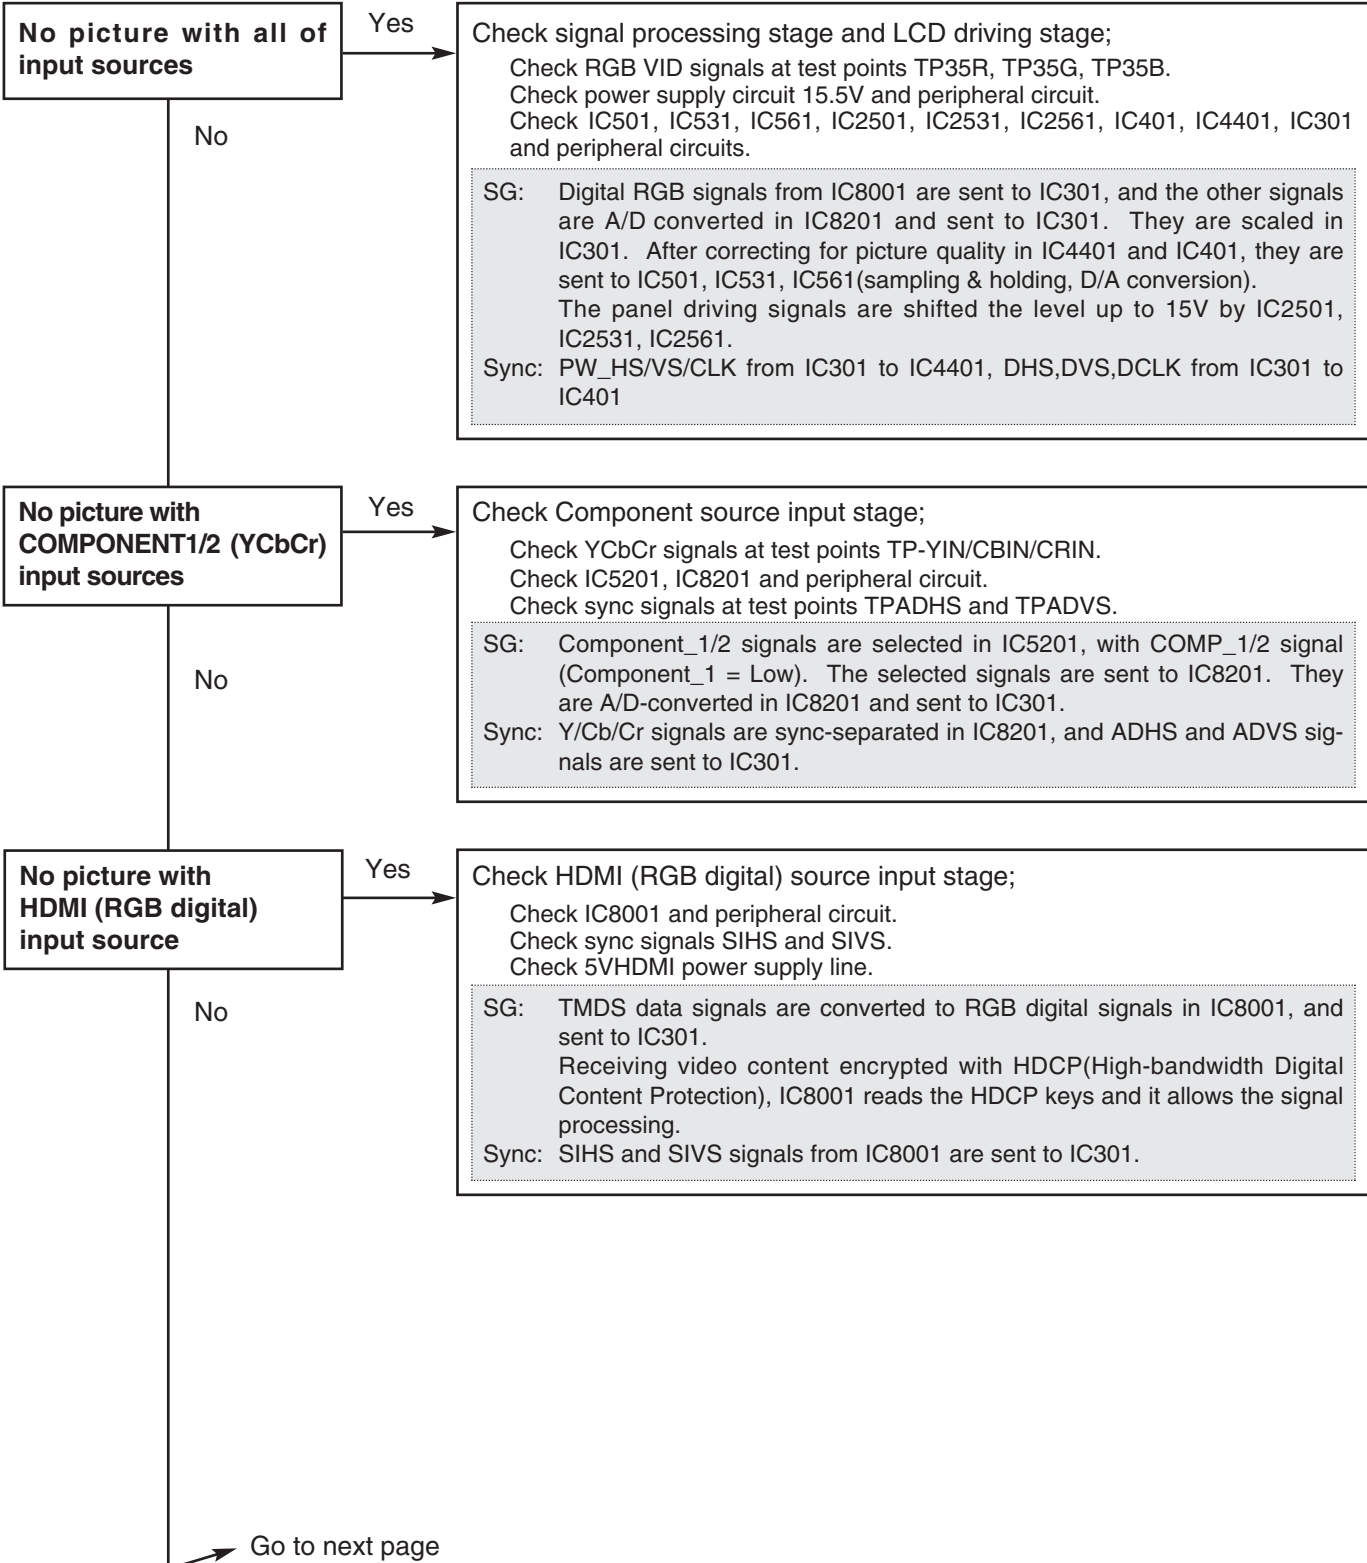 No picture with all of
input sources
Yes
Check signal processing stage and LCD driving stage;
Check RGB VID signals at test points TP35R, TP35G, TP35B.
Check power supply circuit 15.5V and peripheral circuit.
Check IC501, IC531, IC561, IC2501, IC2531, IC2561, IC401, IC4401, IC301
and peripheral circuits.
No
SG: Digital RGB signals from IC8001 are sent to IC301, and the other signals
are A/D converted in IC8201 and sent to IC301. They are scaled in
IC301. After correcting for picture quality in IC4401 and IC401, they are
sent to IC501, IC531, IC561(sampling & holding, D/A conversion).
The panel driving signals are shifted the level up to 15V by IC2501,
IC2531, IC2561.
Sync: PW_HS/VS/CLK from IC301 to IC4401, DHS,DVS,DCLK from IC301 to
IC401
No picture with
COMPONENT1/2 (YCbCr)
input sources
Yes
Check Component source input stage;
Check YCbCr signals at test points TP-YIN/CBIN/CRIN.
Check IC5201, IC8201 and peripheral circuit.
Check sync signals at test points TPADHS and TPADVS.
No
SG: Component_1/2 signals are selected in IC5201, with COMP_1/2 signal
(Component_1 = Low). The selected signals are sent to IC8201. They
are A/D-converted in IC8201 and sent to IC301.
Sync: Y/Cb/Cr signals are sync-separated in IC8201, and ADHS and ADVS sig-
nals are sent to IC301.
No picture with
HDMI (RGB digital)
input source
Yes
Check HDMI (RGB digital) source input stage;
Check IC8001 and peripheral circuit.
Check sync signals SIHS and SIVS.
Check 5VHDMI power supply line.
No
SG: TMDS data signals are converted to RGB digital signals in IC8001, and
sent to IC301.
Receiving video content encrypted with HDCP(High-bandwidth Digital
Content Protection), IC8001 reads the HDCP keys and it allows the signal
processing.
Sync: SIHS and SIVS signals from IC8001 are sent to IC301.
Go to next page